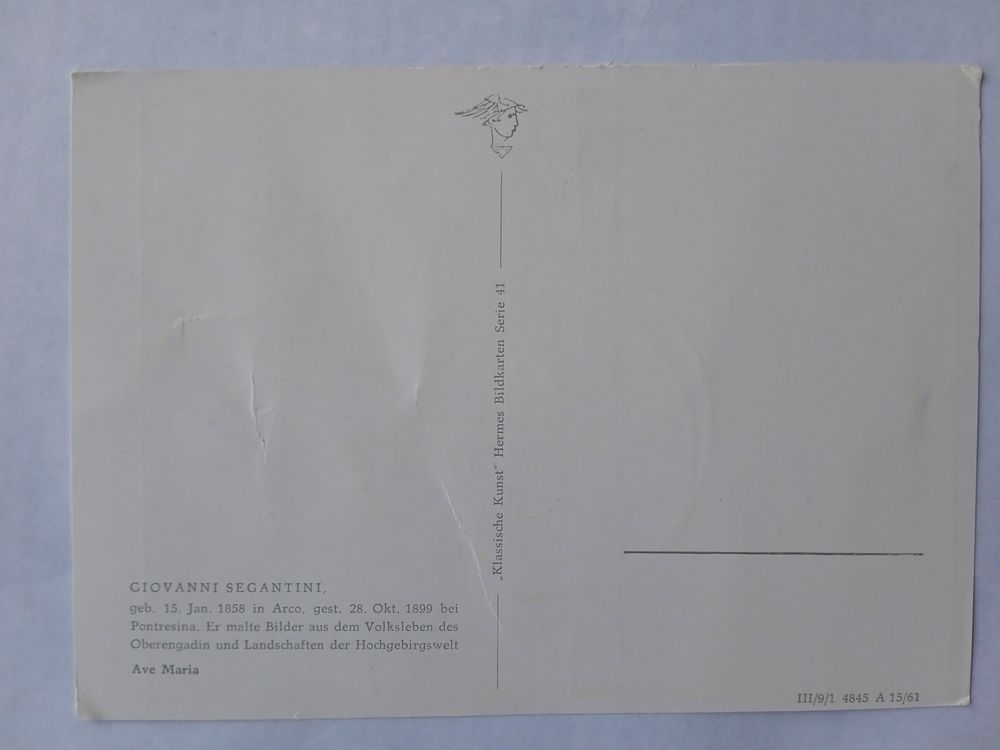 GIOVANNI SEGANTINI,
geb. 15. Jan. 1858 in Arco, gest. 28. Okt. 1899 bei
Pontresina. Er malte Bilder aus dem Volksleben des
Oberengadin und Landschaften der Hochgebirgswelt
Ave Maria
„Klassische Kunst" Hermes Bildkarten Serie 41
III/9/1 4845 A 15/61